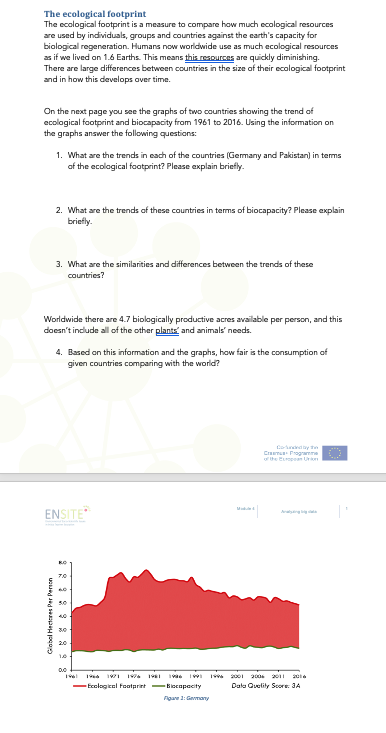 The ecological footprint
The ecological footprint is a measure to compare how much ecological resources
are used by individuals, groups and countries against the earth's capacity for
biological regeneration. Humans now worldwide use as much ecological resources
as if we lived on 1.6 Earths. This means this resources are quickly diminishing.
There are large differences between countries in the size of their ecological footprint
and in how this develops over time.
On the next page you see the graphs of two countries showing the trend of
ecological footprint and biocapacity from 1961 to 2016. Using the information on
the graphs answer the following questions:
1. What are the trends in each of the countries (Germany and Pakistan) in terms
of the ecological footprint? Please explain briefly.
2. What are the trends of these countries in terms of biocapacity? Please explain
briefly.
3. What are the similarities and differences between the trends of these
countries?
Worldwide there are 4.7 biologically productive acres available per person, and this
doesn't include all of the other plants' and animals' needs.
4. Based on this information and the graphs, how fair is the consumption of
given countries comparing with the world?
Co-funded by the
Erasmus+ Programme
of the European Union
ENSITE
Module 3
Analyzing big data
8.0
7.0
6.0
5.0
4.0
3.0
2.0
1.0
0.0
Global Hectares Per Person
1961 1966 1971 1976 1981 1986 1991 1996 2001 2006 2011 2016
Ecological Footprint Biocapacity Data Quality Score: 3A
Figure 1: Germany